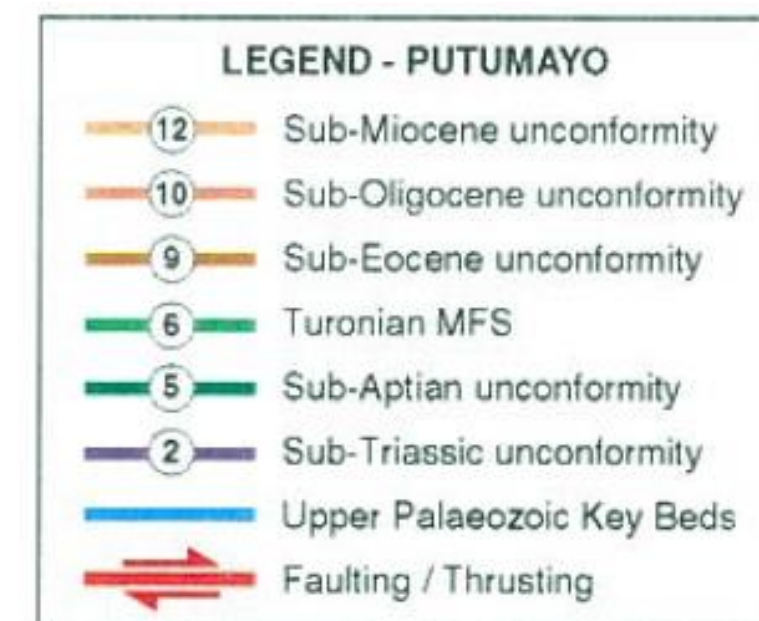 LEGEND - PUTUMAYO
12 Sub-Miocene unconformity
10 Sub-Oligocene unconformity
9 Sub-Eocene unconformity
6 Turonian MFS
5 Sub-Aptian unconformity
2 Sub-Triassic unconformity
Upper Palaeozoic Key Beds
Faulting / Thrusting